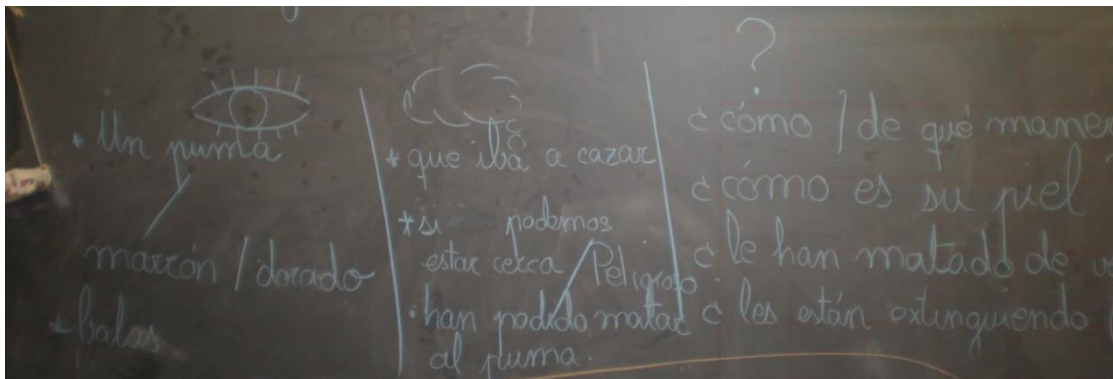 * Un puma
marrón / dorado
* balas
* que iba a cazar
* si podemos
estar cerca / Peligroso
· han podido matar
al puma.
?
¿cómo / de qué
¿cómo es su piel
¿le han matado de
¿les están extinguiendo